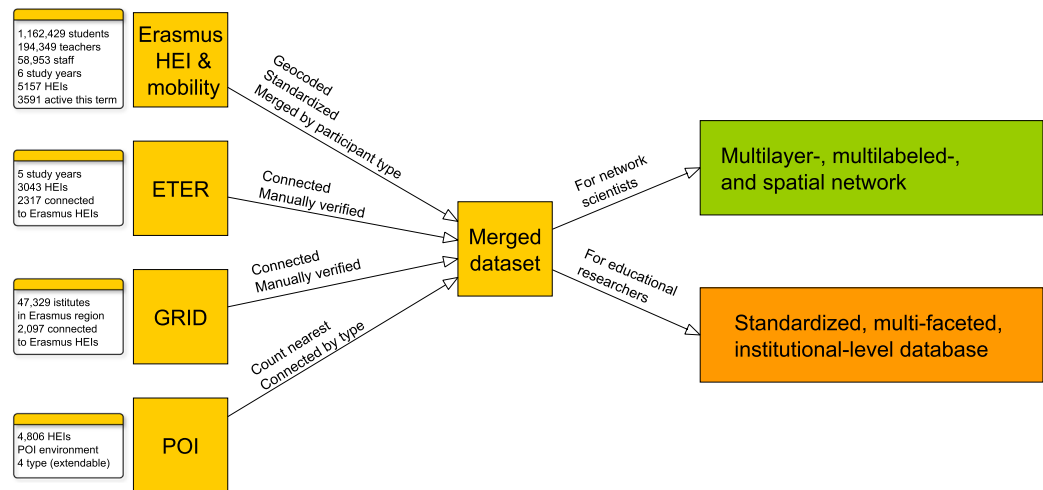 1,162,429 students
194,349 teachers
58,953 staff
6 study years
5157 HEIs
3591 active this term
Erasmus
HEI &
mobility
Geocoded
Standardized
Merged by participant type
5 study years
3043 HEIs
2317 connected
to Erasmus HEIs
ETER
Connected
Manually verified
47,329 istitutes
in Erasmus region
2,097 connected
to Erasmus HEIs
GRID
Connected
Manually verified
4,806 HEIs
POI environment
4 type (extendable)
POI
Count nearest
Connected by type
Merged
dataset
For network
scientists
Multilayer-, multilabeled-,
and spatial network
For educational
researchers
Standardized, multi-faceted,
institutional-level database